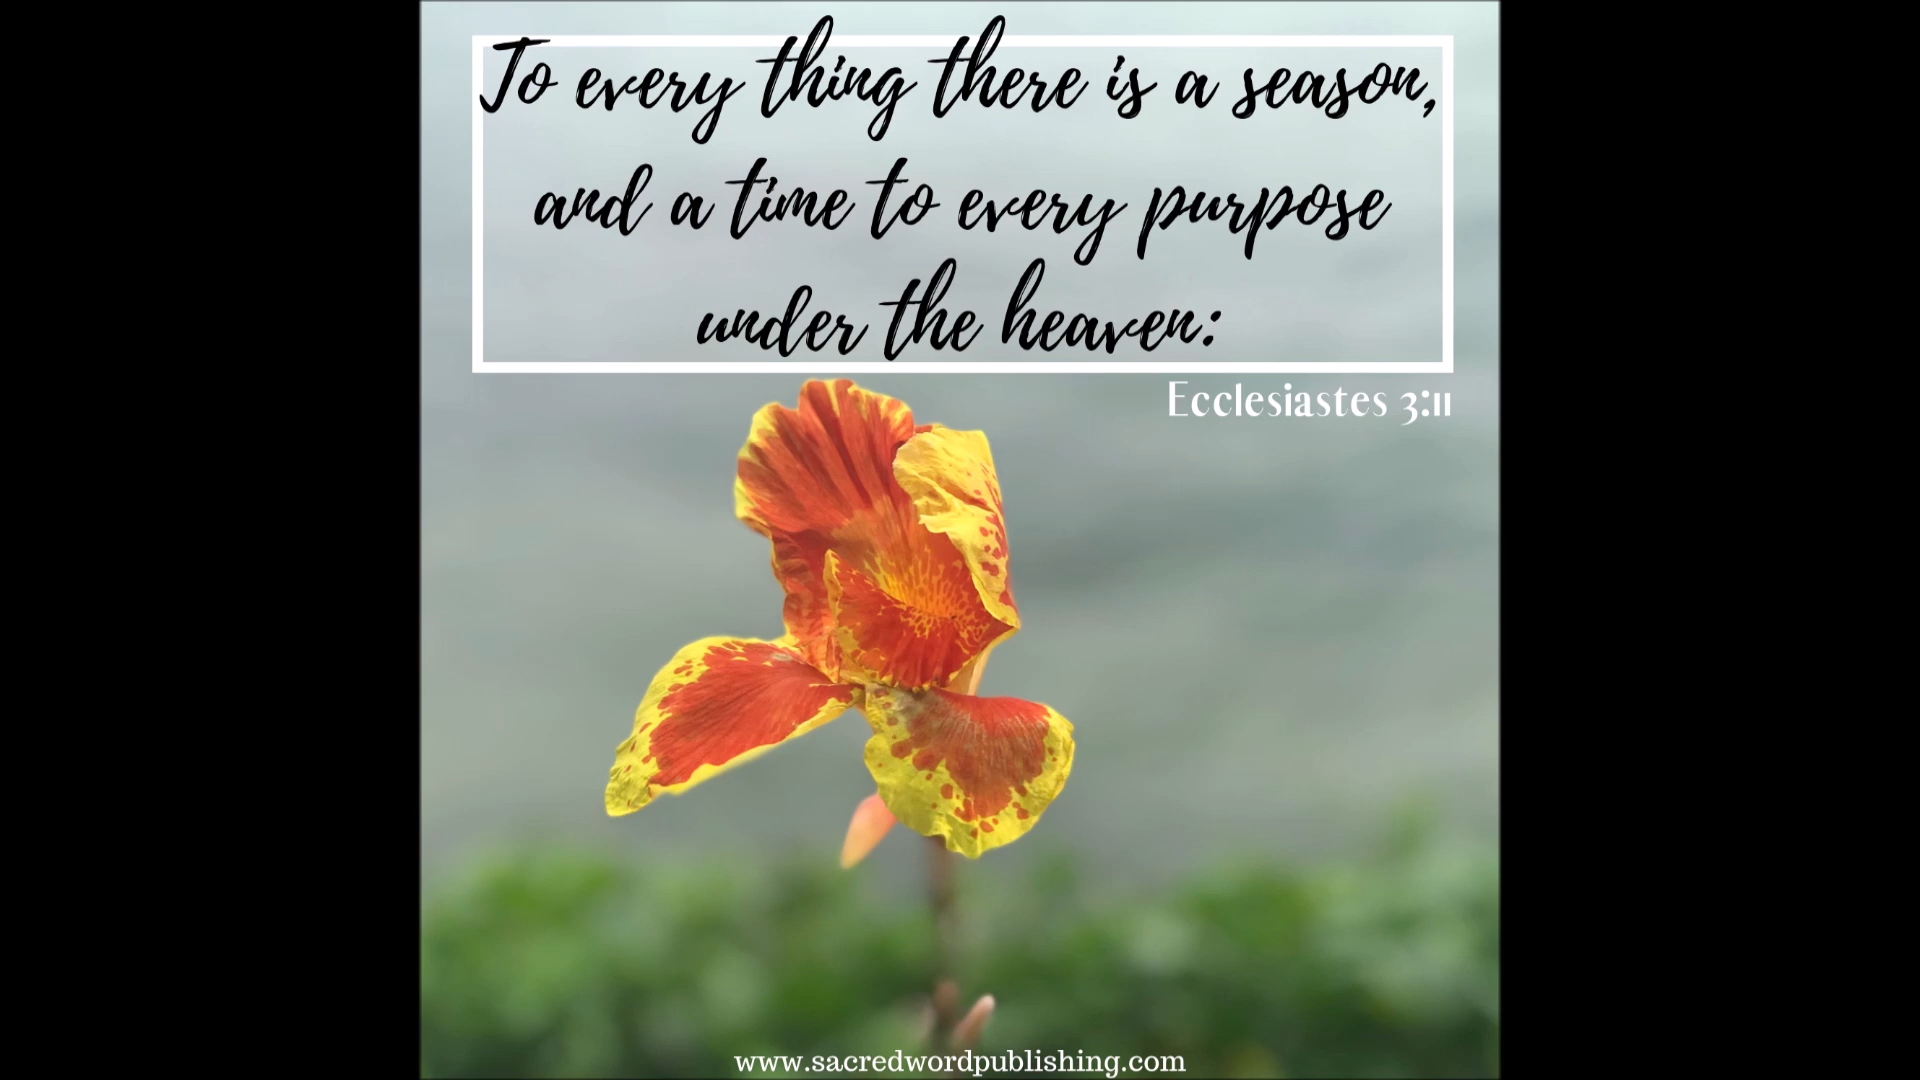 To every thing there is a season,
and a time to every purpose
under the heaven:
Ecclesiastes 3:11
www.sacredwordpublishing.com